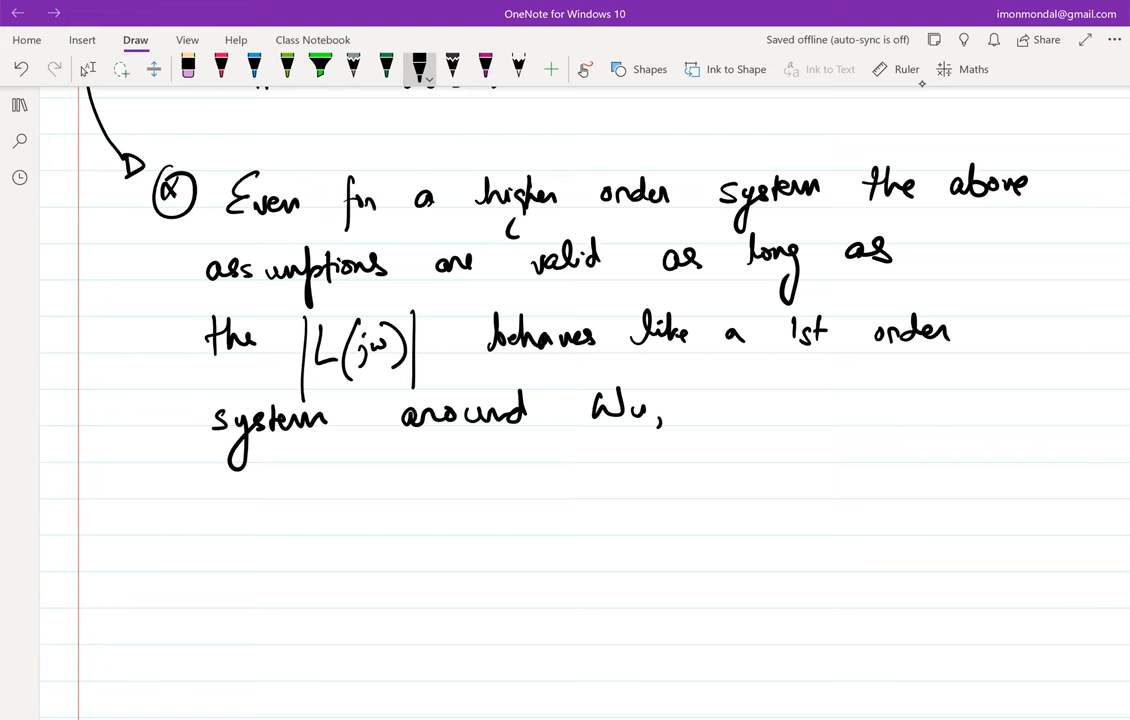 OneNote for Windows 10
imonmondal@gmail.com
Home Insert Draw View Help Class Notebook
Saved offline (auto-sync is off) Share
Shapes Ink to Shape Ink to Text Ruler Maths
Even for a higher order system the above
assumptions are valid as long as
the |L(jω)| behaves like a 1st order
system around ωu,